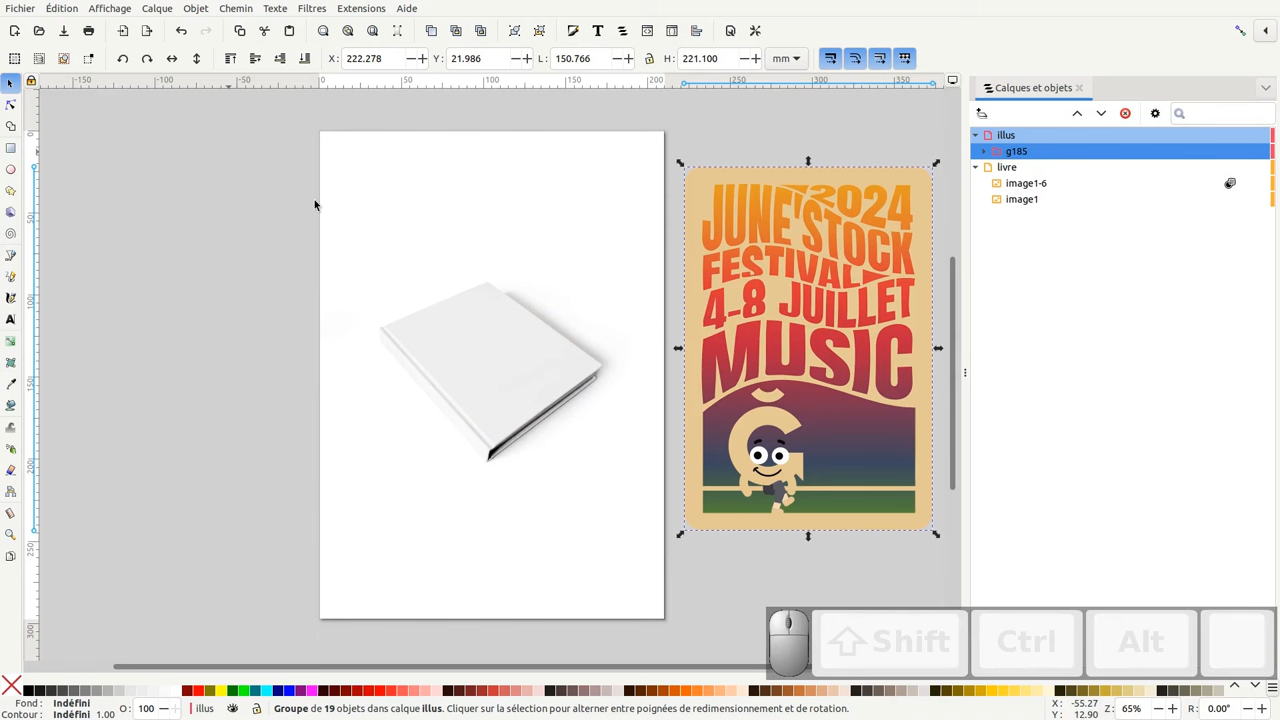 Fichier Édition Affichage Calque Objet Chemin Texte Filtres Extensions Aide
X: 222.278 Y: 21.986 L: 150.766 H: 221.100 mm
Calques et objets
illus
g185
livre
image1-6
image1
JUNE'STOCK 2024
FESTIVAL
4-8 JUILLET
MUSIC
Shift Ctrl Alt
Fond : Indéfini
Contour : Indéfini 1.00
O: 100
illus
Groupe de 19 objets dans calque illus. Cliquer sur la sélection pour alterner entre poignées de redimensionnement et de rotation.
X: -55.27
Y: 12.90
Z: 65%
R: 0.00°